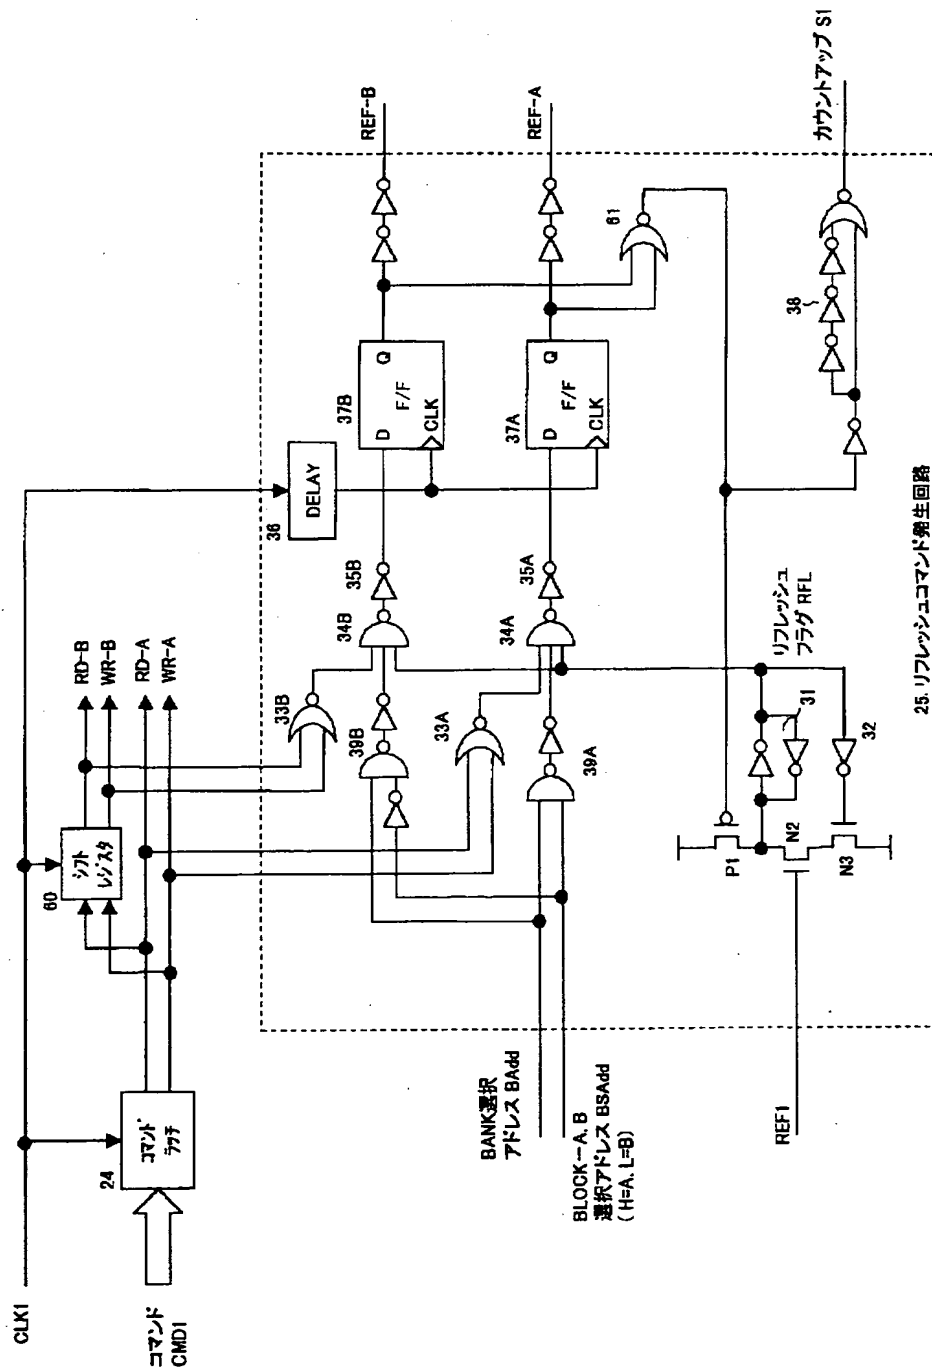 CLK1
コマンド
CMD1
24
コマンド
ラッチ
60
シフト
レジスタ
RD-B
WR-B
RD-A
WR-A
BANK選択
アドレス BAdd
BLOCK-A, B
選択アドレス BSAdd
(H=A, L=B)
REF1
33B
39B
33A
39A
34B
35B
34A
35A
36
DELAY
37B
D
Q
F/F
CLK
37A
D
Q
F/F
CLK
REF-B
REF-A
61
38
カウントアップ S1
リフレッシュ
フラグ RFL
31
32
P1
N2
N3
25. リフレッシュコマンド発生回路